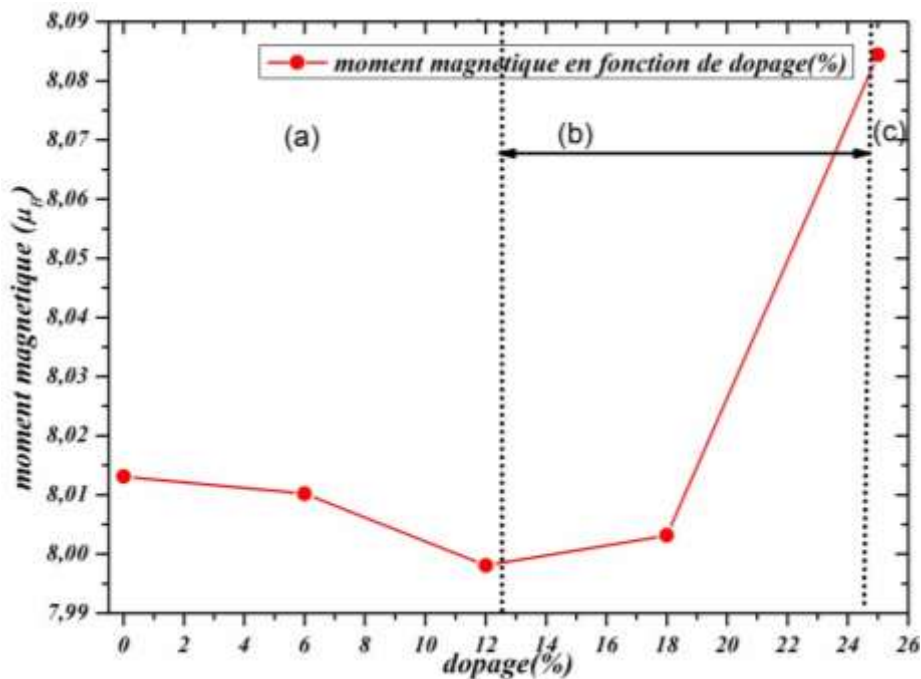 8,09
8,08
8,07
8,06
8,05
8,04
8,03
8,02
8,01
8,00
7,99
moment magnetique (μB)
moment magnetique en fonction de dopage(%)
(a)
(b)
(c)
0 2 4 6 8 10 12 14 16 18 20 22 24 26
dopage(%)